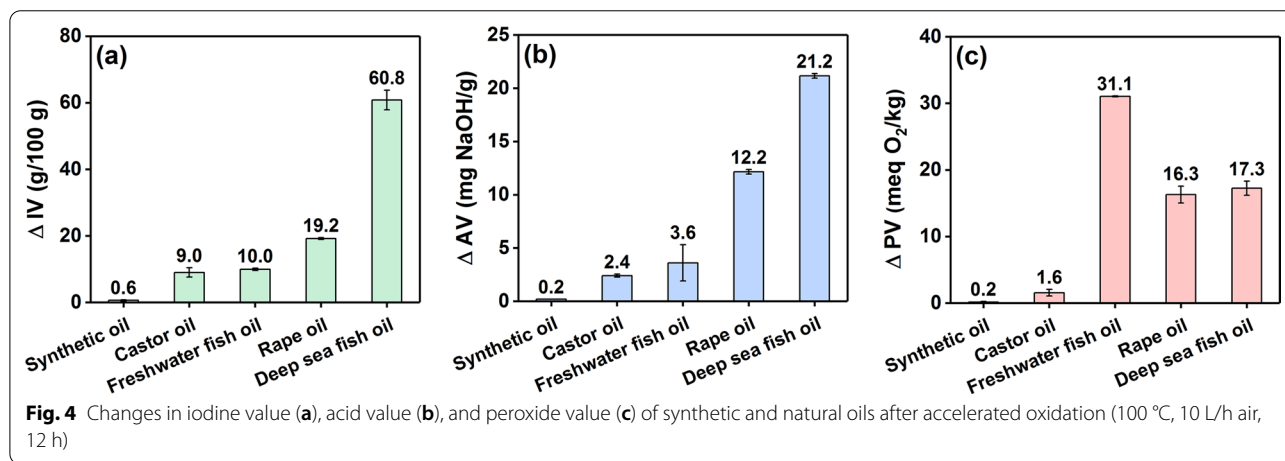 (a)
Δ IV (g/100 g)
80
60
40
20
0
0.6
9.0
10.0
19.2
60.8
Synthetic oil
Castor oil
Freshwater fish oil
Rape oil
Deep sea fish oil
(b)
Δ AV (mg NaOH/g)
25
20
15
10
5
0
0.2
2.4
3.6
12.2
21.2
Synthetic oil
Castor oil
Freshwater fish oil
Rape oil
Deep sea fish oil
(c)
Δ PV (meq O₂/kg)
40
30
20
10
0
0.2
1.6
31.1
16.3
17.3
Synthetic oil
Castor oil
Freshwater fish oil
Rape oil
Deep sea fish oil
Fig. 4 Changes in iodine value (a), acid value (b), and peroxide value (c) of synthetic and natural oils after accelerated oxidation (100 °C, 10 L/h air,
12 h)